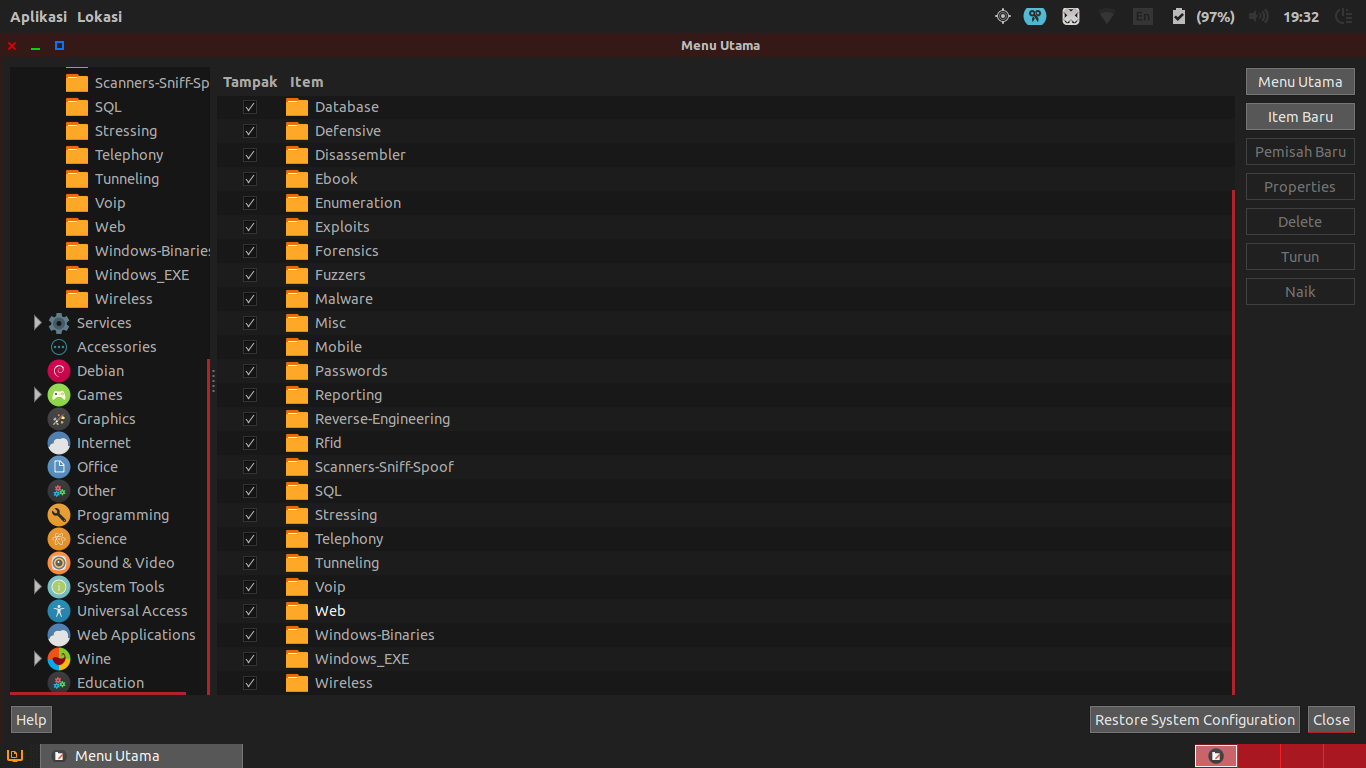 Aplikasi Lokasi
En (97%) 19:32
Menu Utama
Scanners-Sniff-Sp
SQL
Stressing
Telephony
Tunneling
Voip
Web
Windows-Binaries
Windows_EXE
Wireless
Services
Accessories
Debian
Games
Graphics
Internet
Office
Other
Programming
Science
Sound & Video
System Tools
Universal Access
Web Applications
Wine
Education
Tampak Item
Database
Defensive
Disassembler
Ebook
Enumeration
Exploits
Forensics
Fuzzers
Malware
Misc
Mobile
Passwords
Reporting
Reverse-Engineering
Rfid
Scanners-Sniff-Spoof
SQL
Stressing
Telephony
Tunneling
Voip
Web
Windows-Binaries
Windows_EXE
Wireless
Menu Utama
Item Baru
Pemisah Baru
Properties
Delete
Turun
Naik
Help
Restore System Configuration
Close
Menu Utama